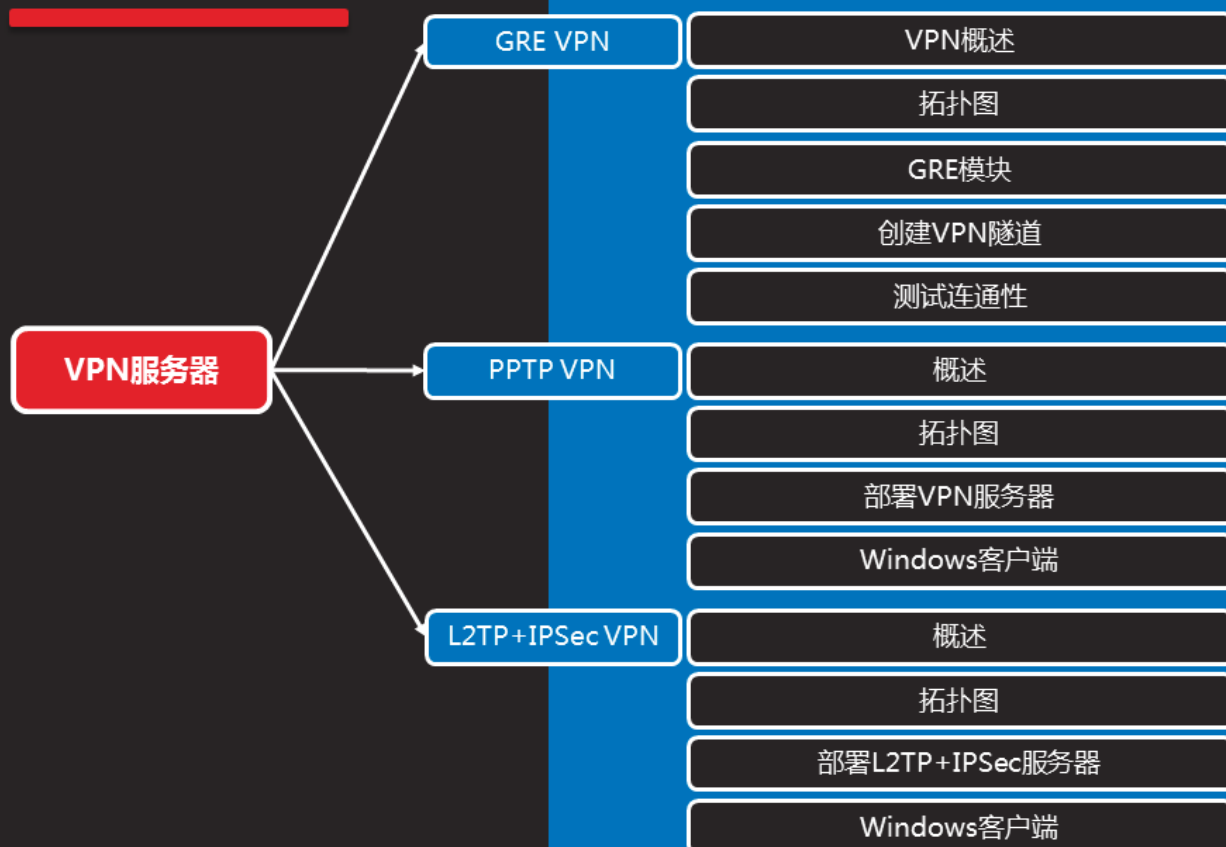 GRE VPN
VPN概述
拓扑图
GRE模块
创建VPN隧道
测试连通性
VPN服务器
PPTP VPN
概述
拓扑图
部署VPN服务器
Windows客户端
L2TP+IPSec VPN
概述
拓扑图
部署L2TP+IPSec服务器
Windows客户端